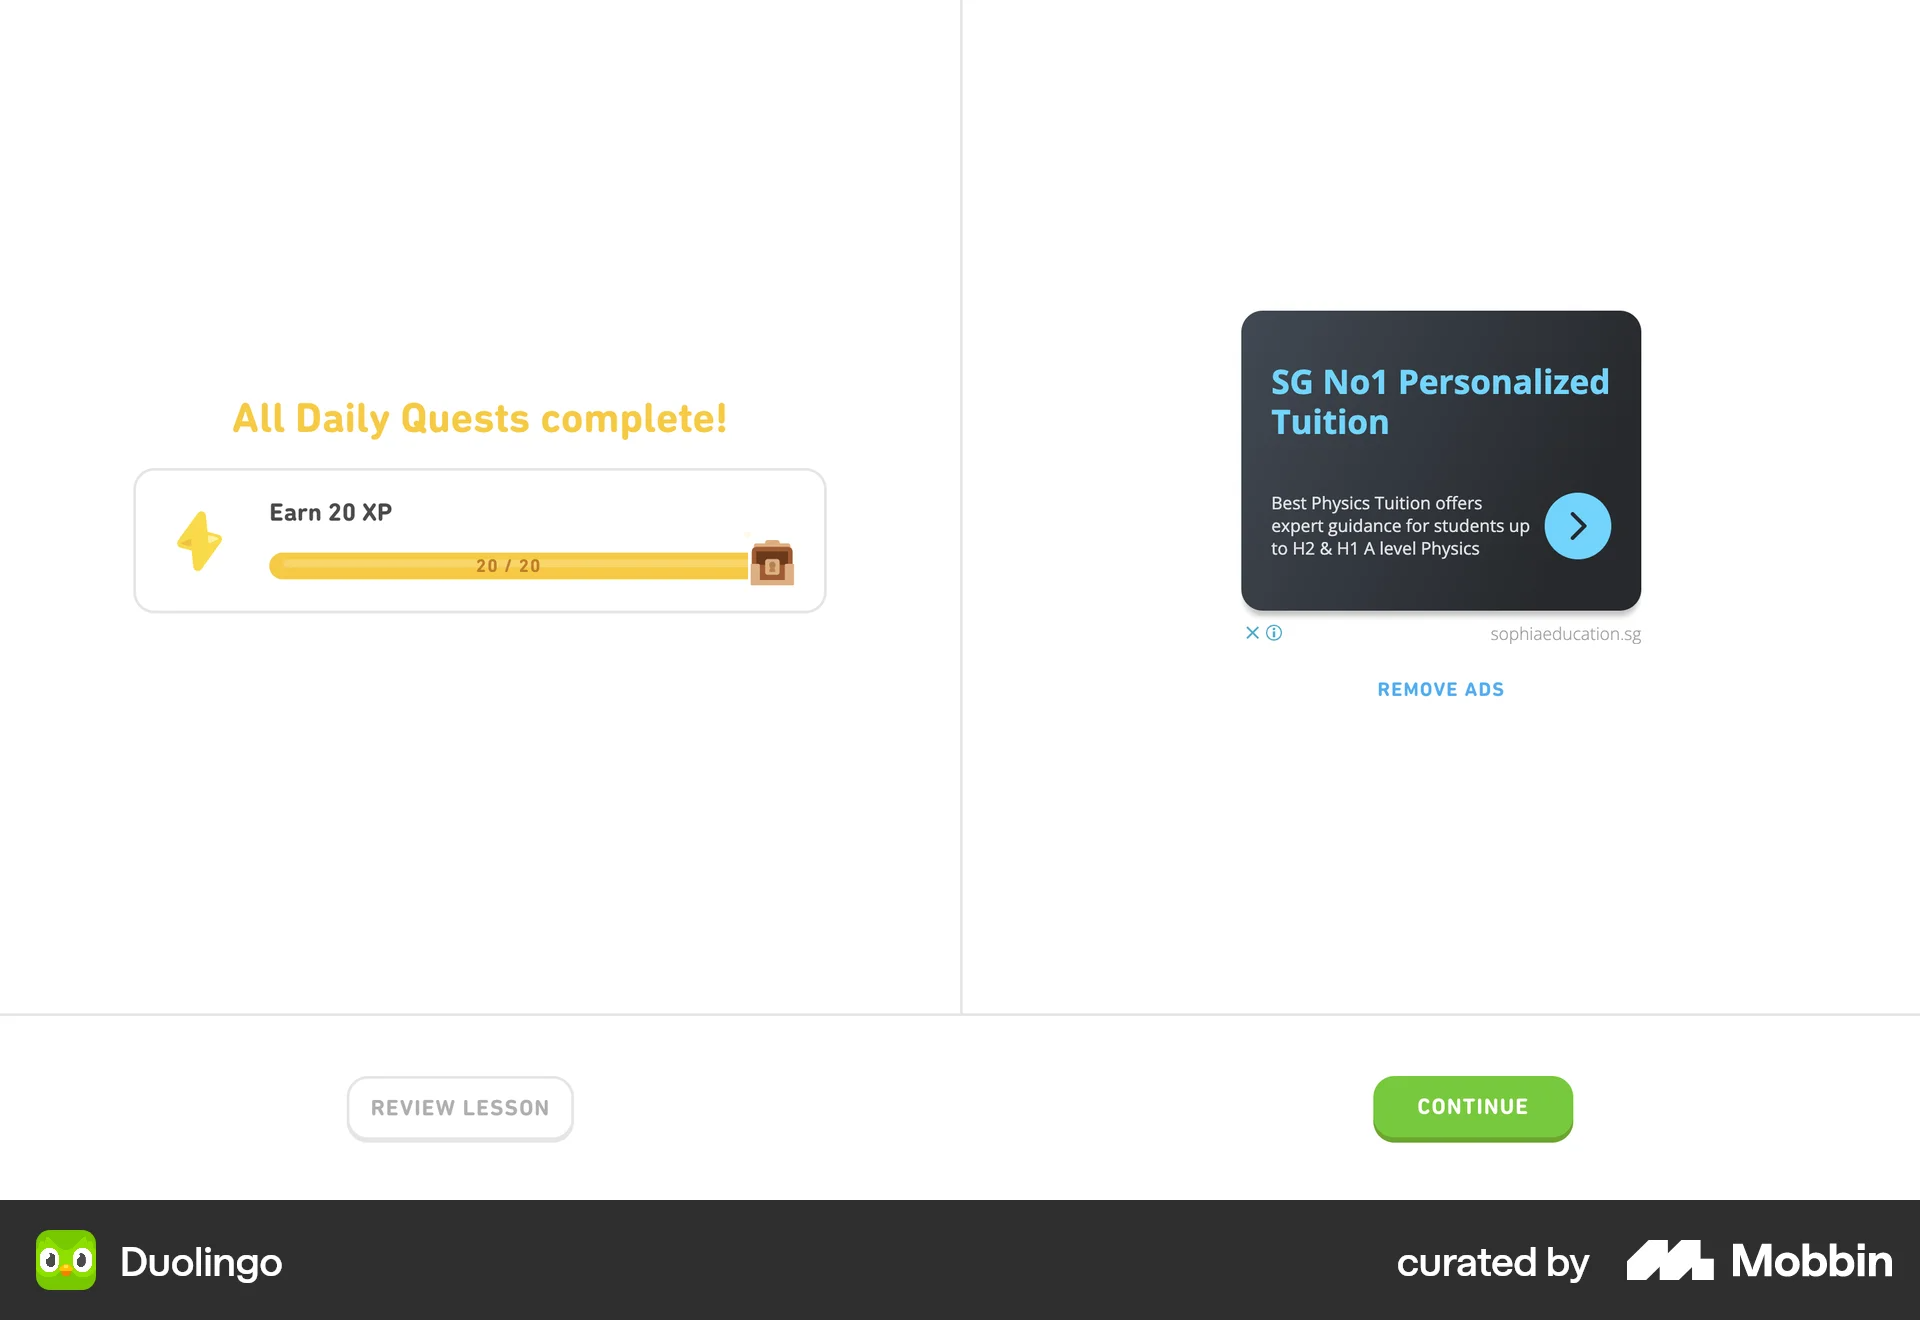 All Daily Quests complete!
Earn 20 XP
20 / 20
SG No1 Personalized
Tuition
Best Physics Tuition offers
expert guidance for students up
to H2 & H1 A level Physics
sophiaeducation.sg
REMOVE ADS
REVIEW LESSON
CONTINUE
Duolingo
curated by Mobbin